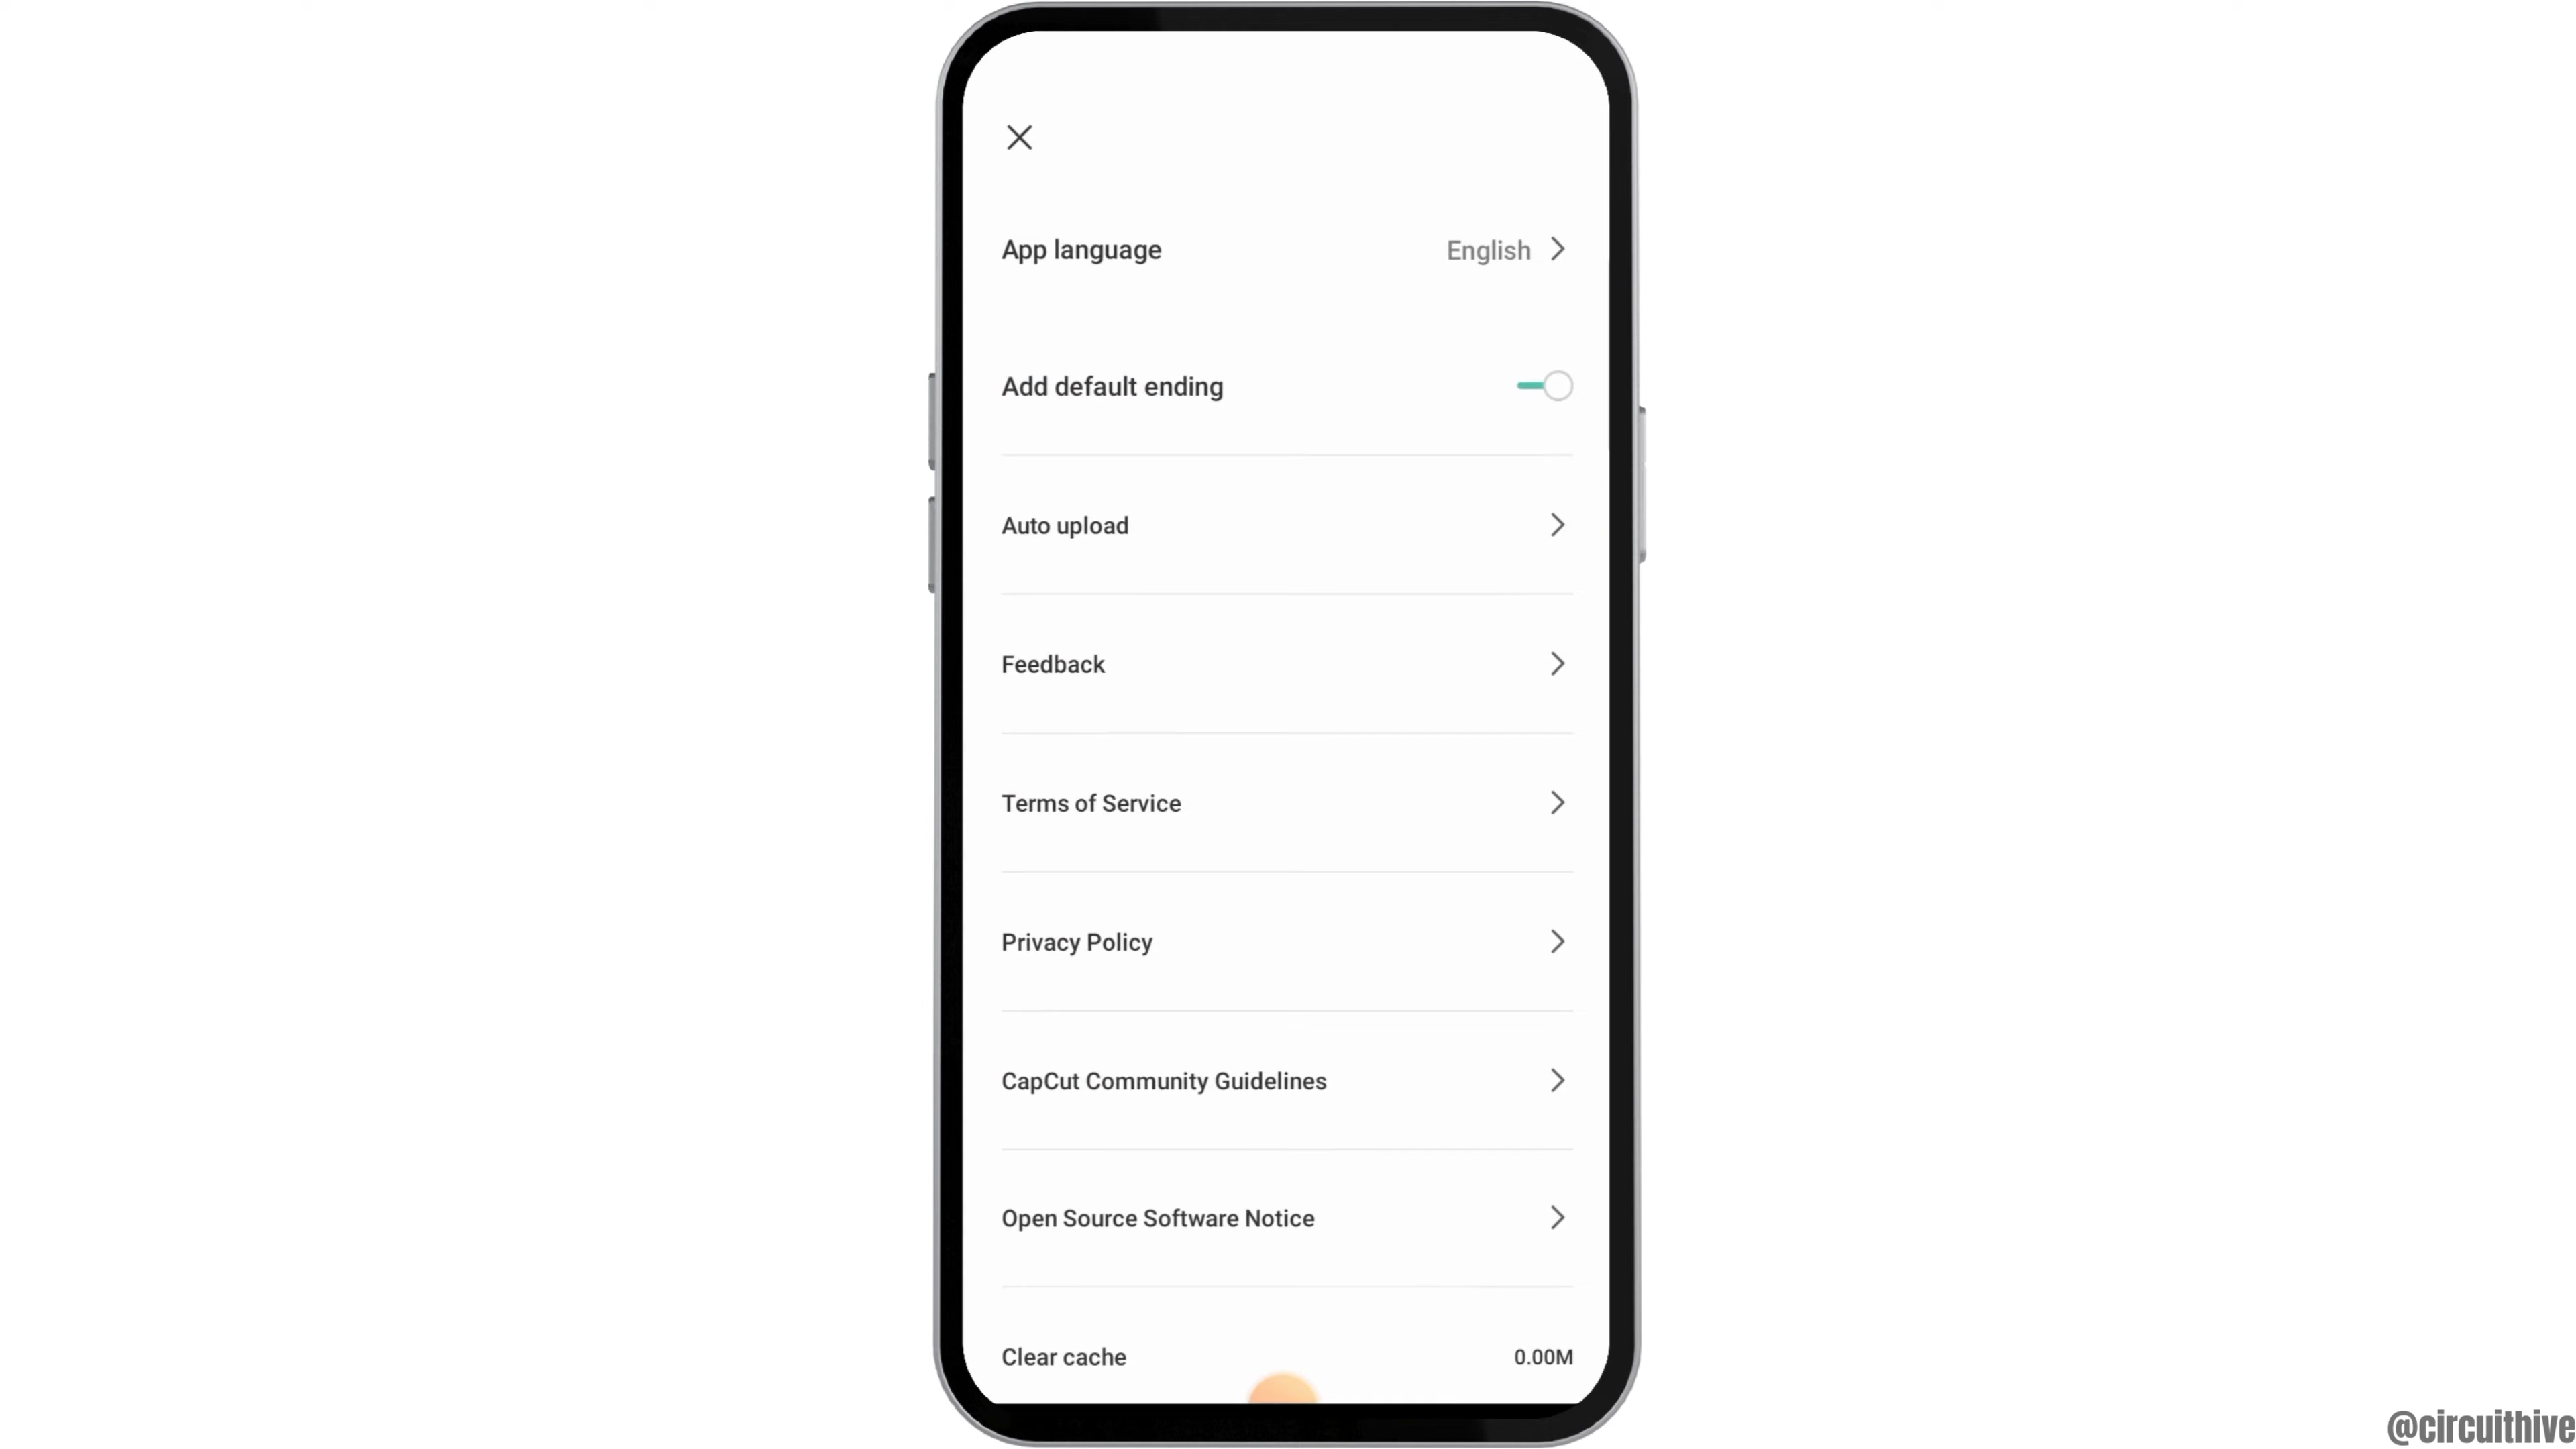 App language English
Add default ending
Auto upload
Feedback
Terms of Service
Privacy Policy
CapCut Community Guidelines
Open Source Software Notice
Clear cache 0.00M
@circuithive